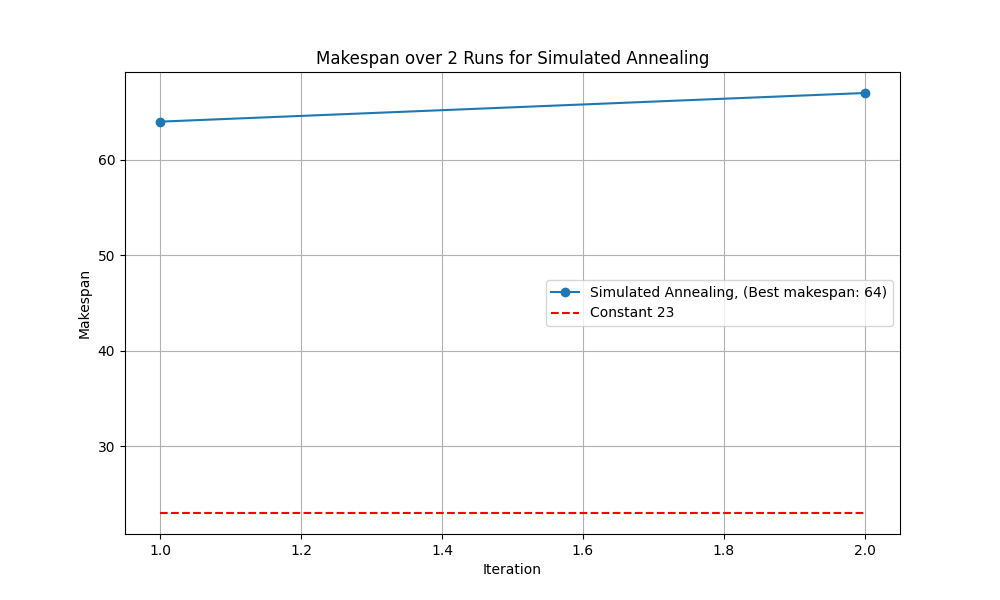 Makespan over 2 Runs for Simulated Annealing
60
50
40
30
Makespan
Simulated Annealing, (Best makespan: 64)
Constant 23
1.0 1.2 1.4 1.6 1.8 2.0
Iteration